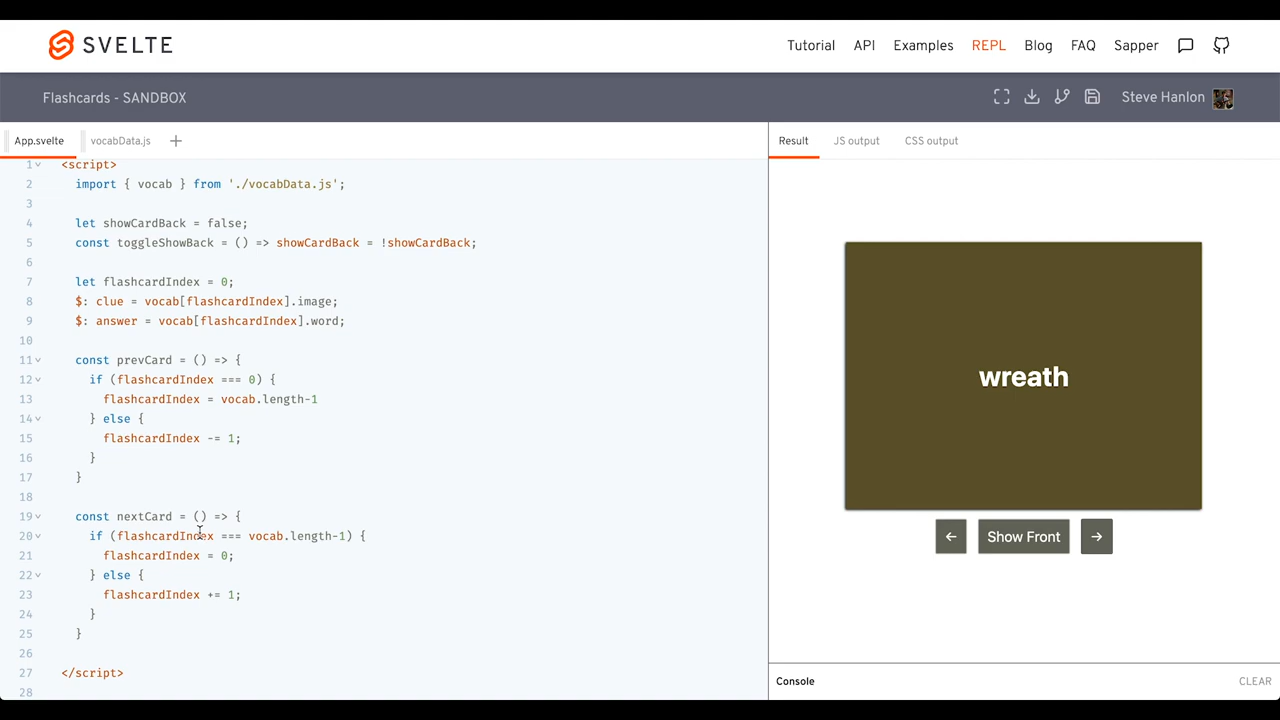 SVELTE
Tutorial API Examples REPL Blog FAQ Sapper
Flashcards - SANDBOX
Steve Hanlon
App.svelte vocabData.js +
Result JS output CSS output
1 <script>
2 import { vocab } from './vocabData.js';
3
4 let showCardBack = false;
5 const toggleShowBack = () => showCardBack = !showCardBack;
6
7 let flashcardIndex = 0;
8 $: clue = vocab[flashcardIndex].image;
9 $: answer = vocab[flashcardIndex].word;
10
11 const prevCard = () => {
12 if (flashcardIndex === 0) {
13 flashcardIndex = vocab.length-1
14 } else {
15 flashcardIndex -= 1;
16 }
17 }
18
19 const nextCard = () => {
20 if (flashcardIndex === vocab.length-1) {
21 flashcardIndex = 0;
22 } else {
23 flashcardIndex += 1;
24 }
25 }
26
27 </script>
28
wreath
← Show Front →
Console
CLEAR